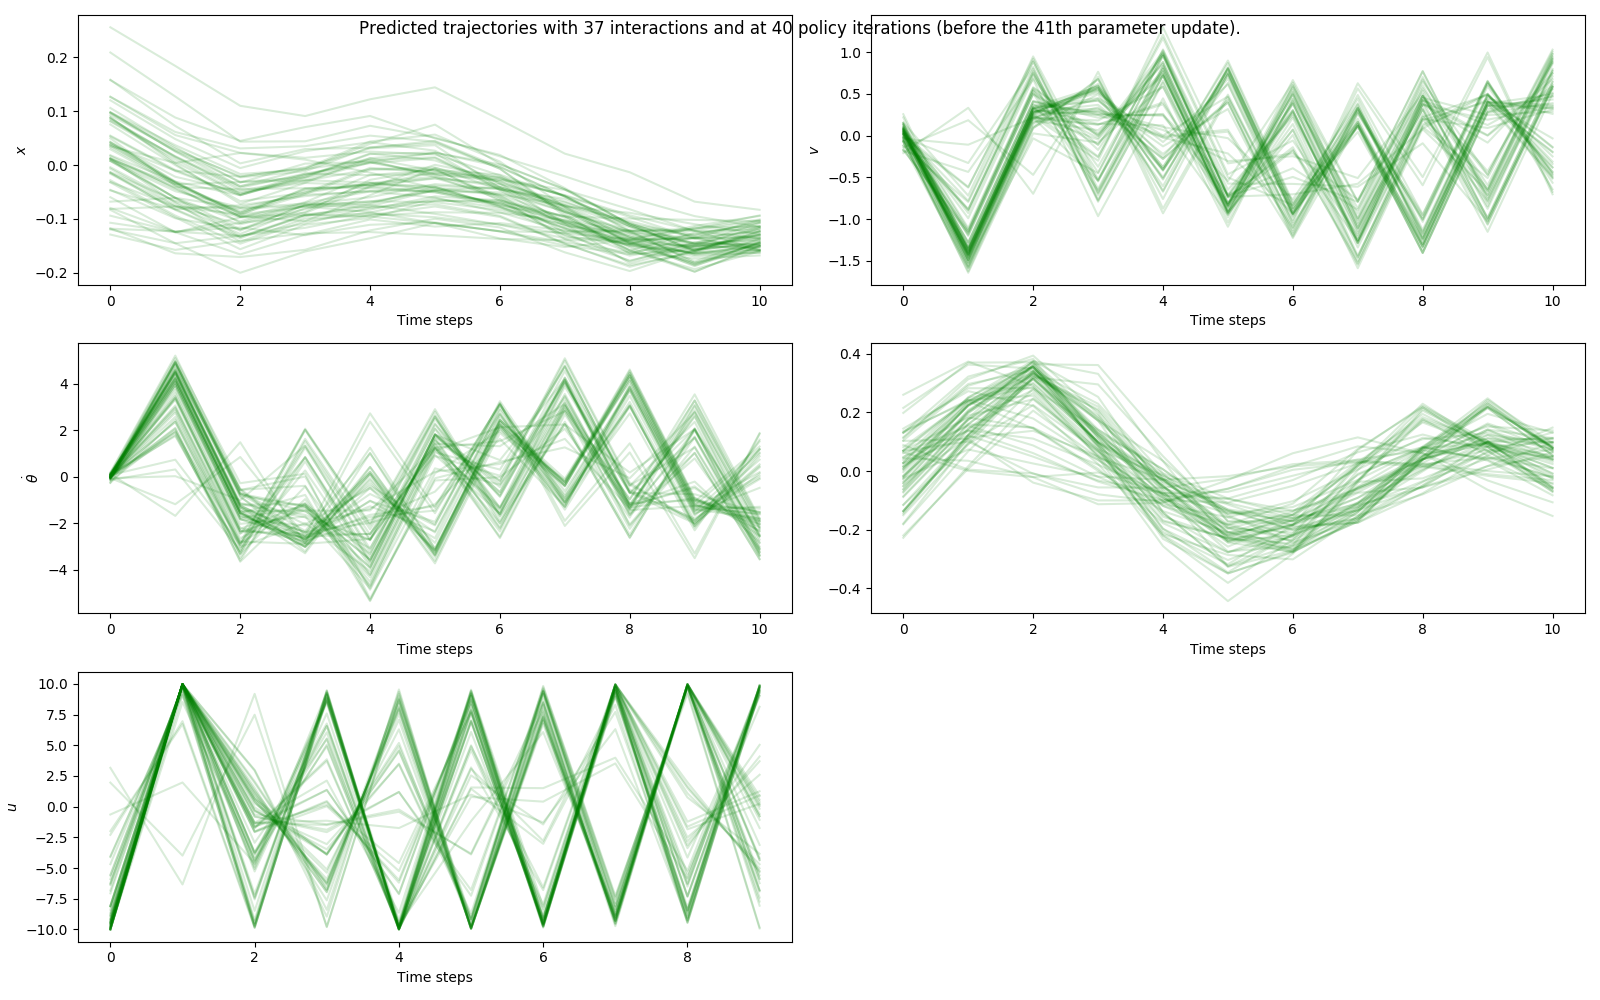 Predicted trajectories with 37 interactions and at 40 policy iterations (before the 41th parameter update).
0.2
0.1
0.0
−0.1
−0.2
x
0 2 4 6 8 10
Time steps
1.0
0.5
0.0
−0.5
−1.0
−1.5
v
0 2 4 6 8 10
Time steps
4
2
0
−2
−4
θ̇
0 2 4 6 8 10
Time steps
0.4
0.2
0.0
−0.2
−0.4
θ
0 2 4 6 8 10
Time steps
10.0
7.5
5.0
2.5
0.0
−2.5
−5.0
−7.5
−10.0
u
0 2 4 6 8
Time steps